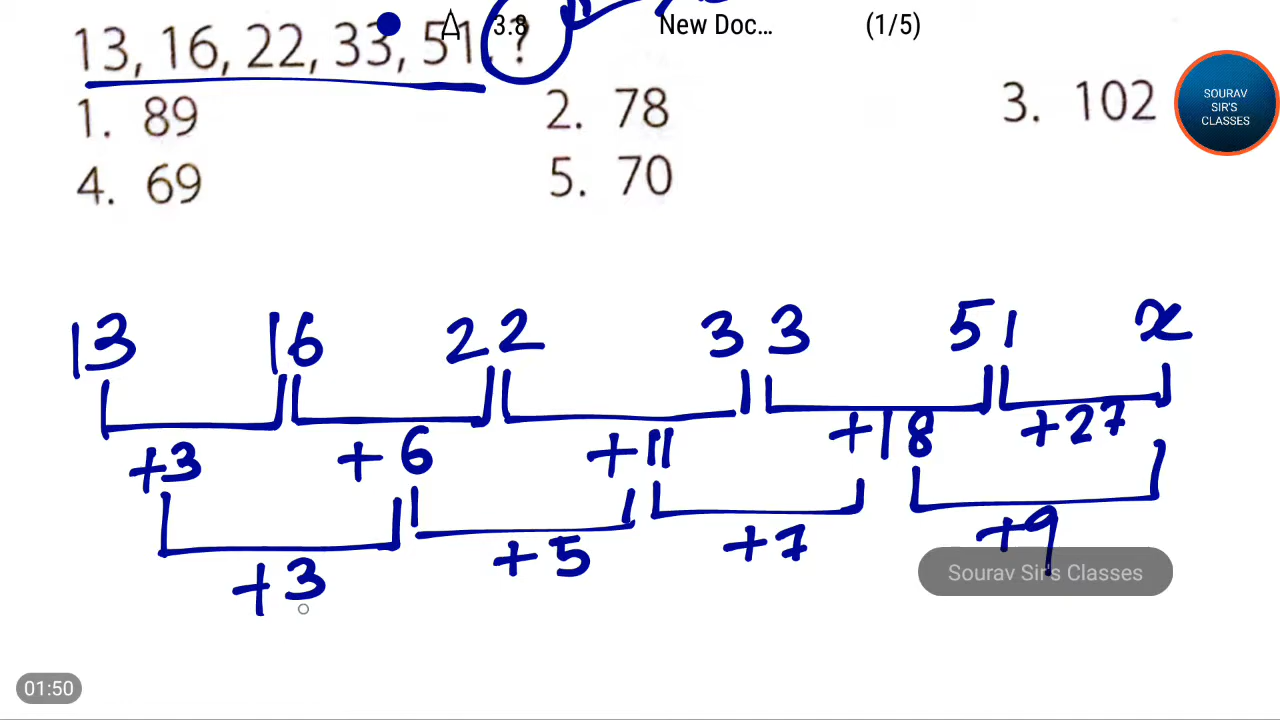 13, 16, 22, 33, 51, ?
Δ 3.8 New Doc... (1/5)
SOURAV
SIR'S
CLASSES
1. 89 2. 78 3. 102
4. 69 5. 70
13 16 22 33 51 x
+3 +6 +11 +18 +27
+3 +5 +7 +9
Sourav Sir's Classes
01:50